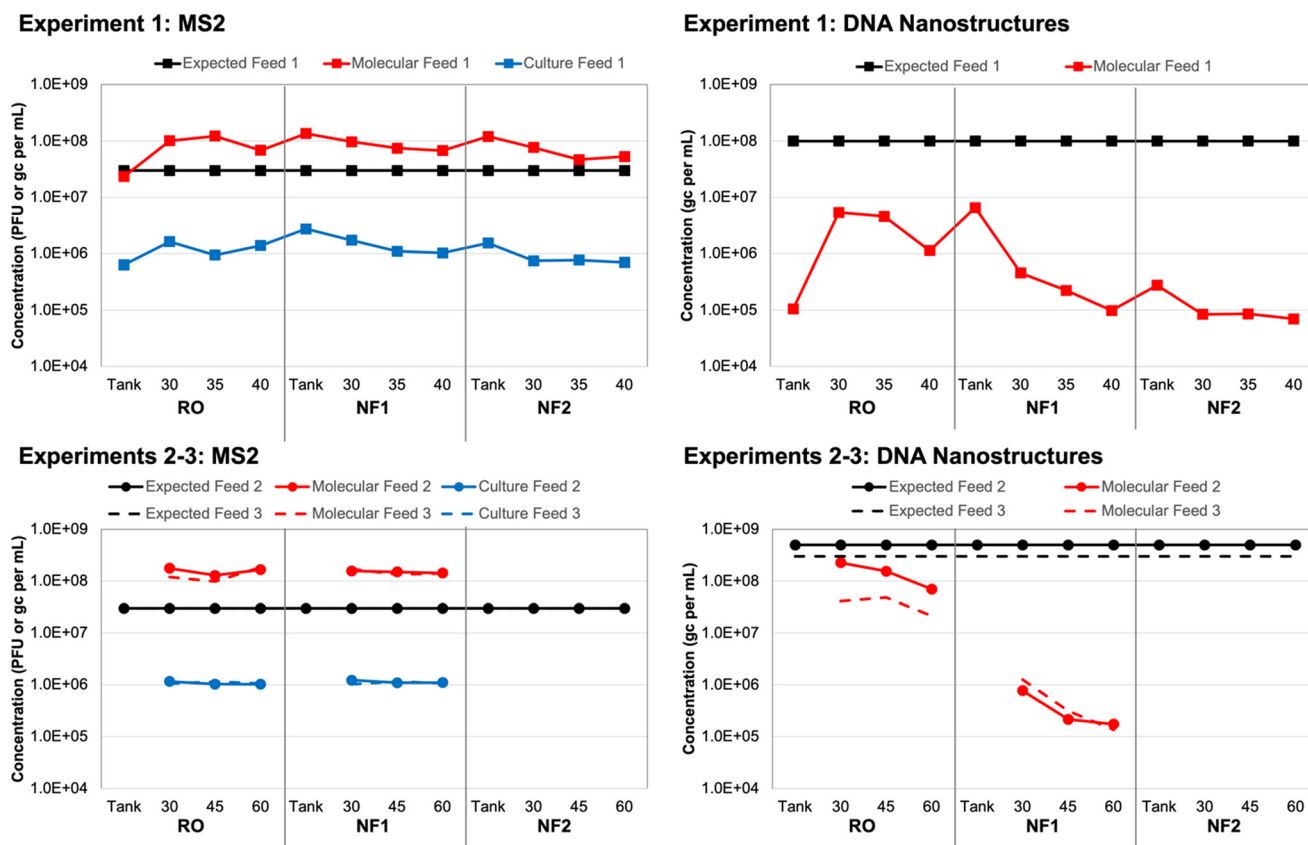 Experiment 1: MS2
Expected Feed 1 Molecular Feed 1 Culture Feed 1
Concentration (PFU or gc per mL)
1.0E+09
1.0E+08
1.0E+07
1.0E+06
1.0E+05
1.0E+04
Tank 30 35 40 Tank 30 35 40 Tank 30 35 40
RO NF1 NF2
Experiment 1: DNA Nanostructures
Expected Feed 1 Molecular Feed 1
Concentration (gc per mL)
1.0E+09
1.0E+08
1.0E+07
1.0E+06
1.0E+05
1.0E+04
Tank 30 35 40 Tank 30 35 40 Tank 30 35 40
RO NF1 NF2
Experiments 2-3: MS2
Expected Feed 2 Molecular Feed 2 Culture Feed 2
Expected Feed 3 Molecular Feed 3 Culture Feed 3
Concentration (PFU or gc per mL)
1.0E+09
1.0E+08
1.0E+07
1.0E+06
1.0E+05
1.0E+04
Tank 30 45 60 Tank 30 45 60 Tank 30 45 60
RO NF1 NF2
Experiments 2-3: DNA Nanostructures
Expected Feed 2 Molecular Feed 2
Expected Feed 3 Molecular Feed 3
Concentration (gc per mL)
1.0E+09
1.0E+08
1.0E+07
1.0E+06
1.0E+05
1.0E+04
Tank 30 45 60 Tank 30 45 60 Tank 30 45 60
RO NF1 NF2